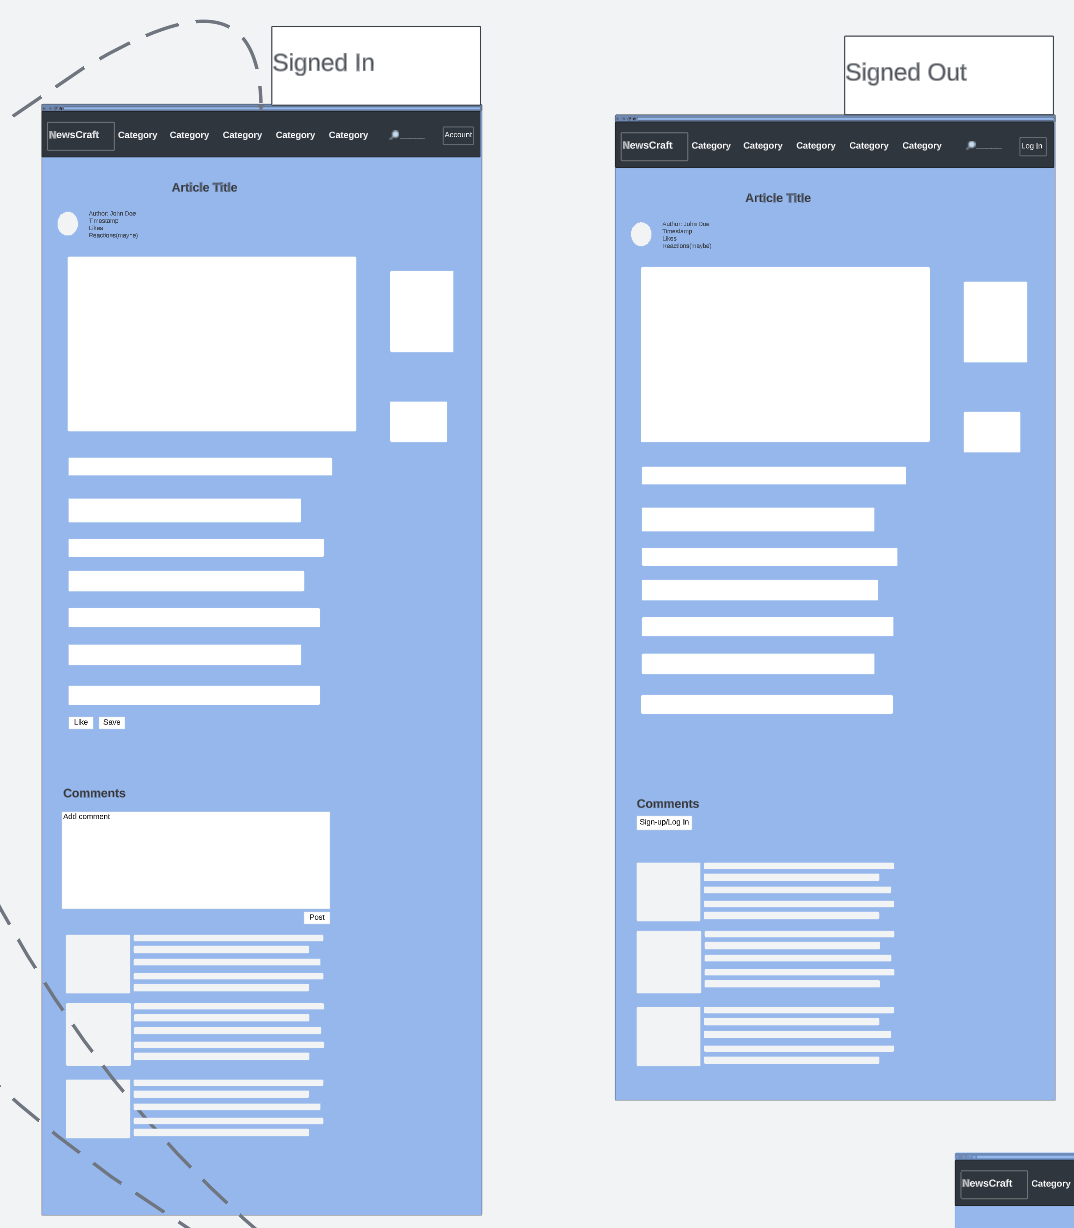 Signed In
NewsCraft Category Category Category Category Category Account
Article Title
Author: John Doe
Timestamp
Likes
Reactions(maybe)
Like Save
Comments
Add comment
Post
Signed Out
NewsCraft Category Category Category Category Category Log In
Article Title
Author: John Doe
Timestamp
Likes
Reactions(maybe)
Comments
Sign-up/Log In
NewsCraft Category